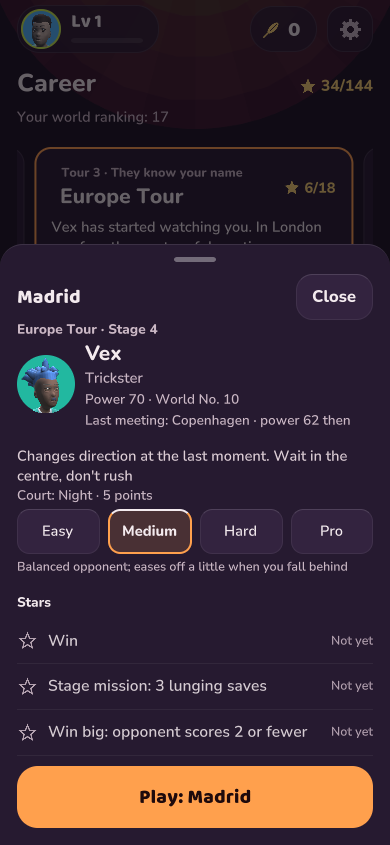 Lv 1
0
Career
34/144
Your world ranking: 17
Tour 3 · They know your name
Europe Tour
6/18
Vex has started watching you. In London
Madrid
Close
Europe Tour · Stage 4
Vex
Trickster
Power 70 · World No. 10
Last meeting: Copenhagen · power 62 then
Changes direction at the last moment. Wait in the
centre, don't rush
Court: Night · 5 points
Easy
Medium
Hard
Pro
Balanced opponent; eases off a little when you fall behind
Stars
Win
Not yet
Stage mission: 3 lunging saves
Not yet
Win big: opponent scores 2 or fewer
Not yet
Play: Madrid